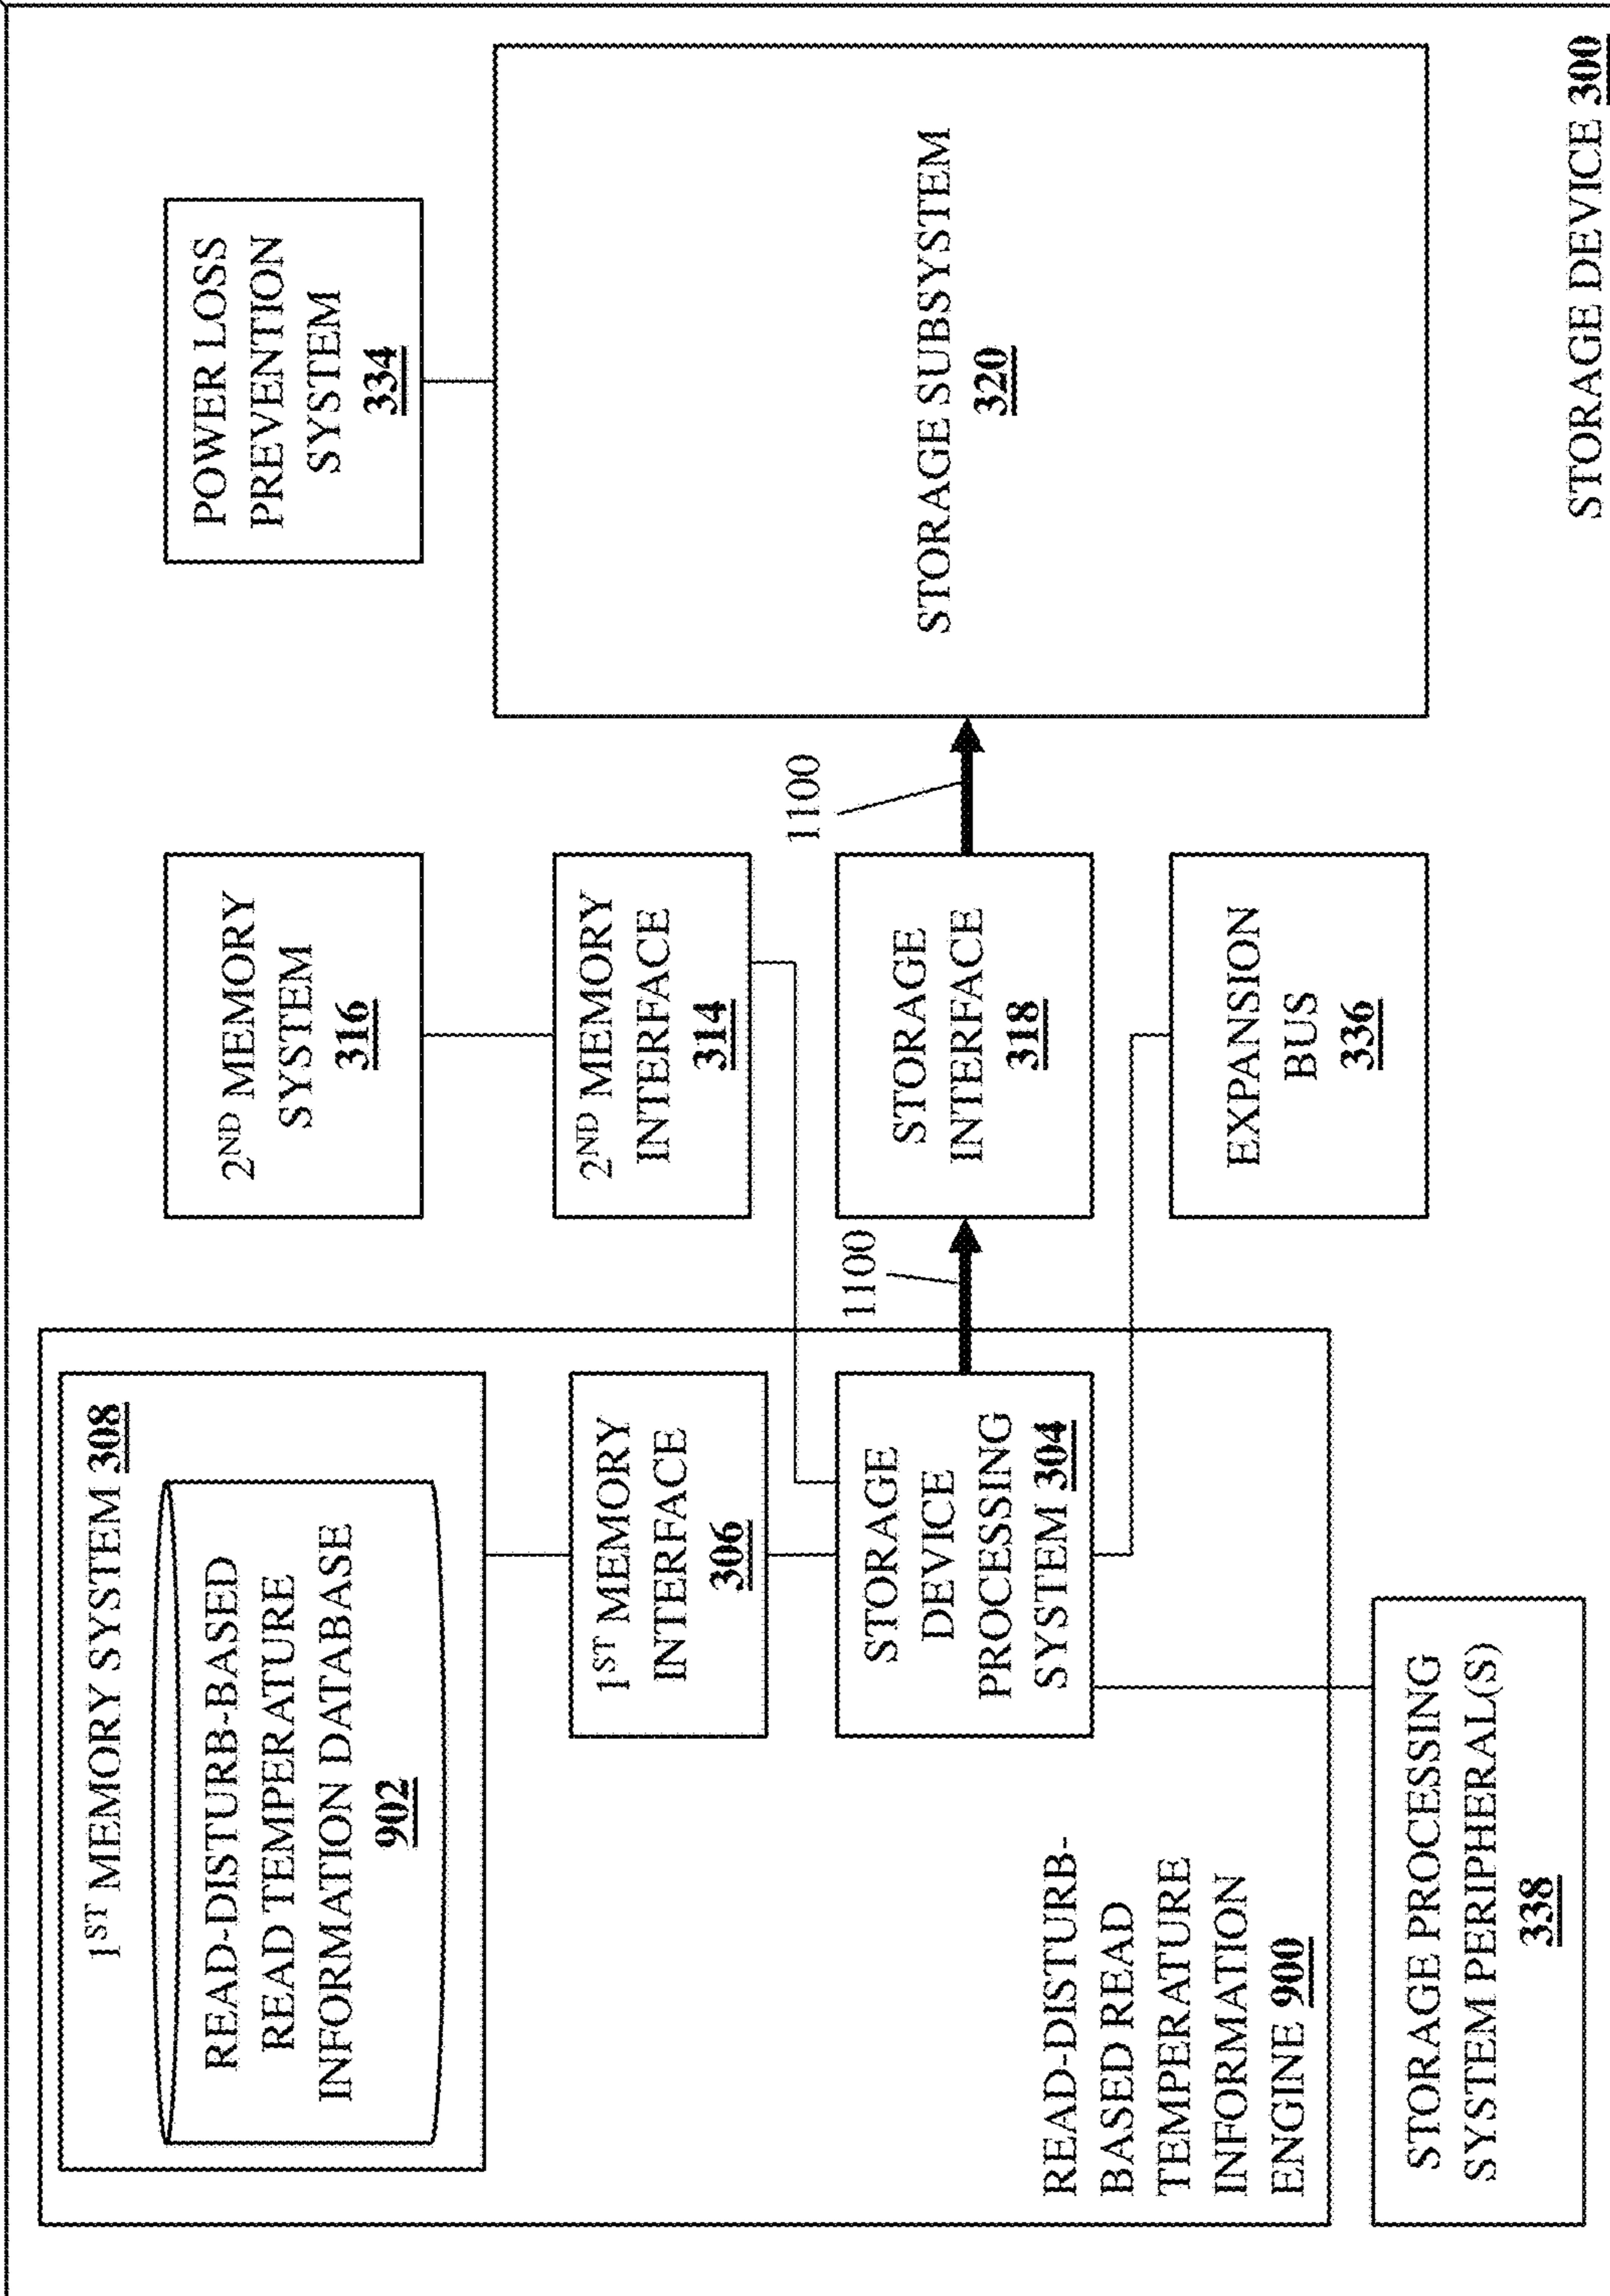 1ST MEMORY SYSTEM 308
READ-DISTURB-BASED
READ TEMPERATURE
INFORMATION DATABASE
902
1ST MEMORY
INTERFACE
306
STORAGE
DEVICE
PROCESSING
SYSTEM 304
READ-DISTURB-
BASED READ
TEMPERATURE
INFORMATION
ENGINE 900
STORAGE PROCESSING
SYSTEM PERIPHERAL(S)
338
2ND MEMORY
SYSTEM
316
2ND MEMORY
INTERFACE
314
1100
STORAGE
INTERFACE
318
1100
EXPANSION
BUS
336
POWER LOSS
PREVENTION
SYSTEM
334
STORAGE SUBSYSTEM
320
STORAGE DEVICE 300